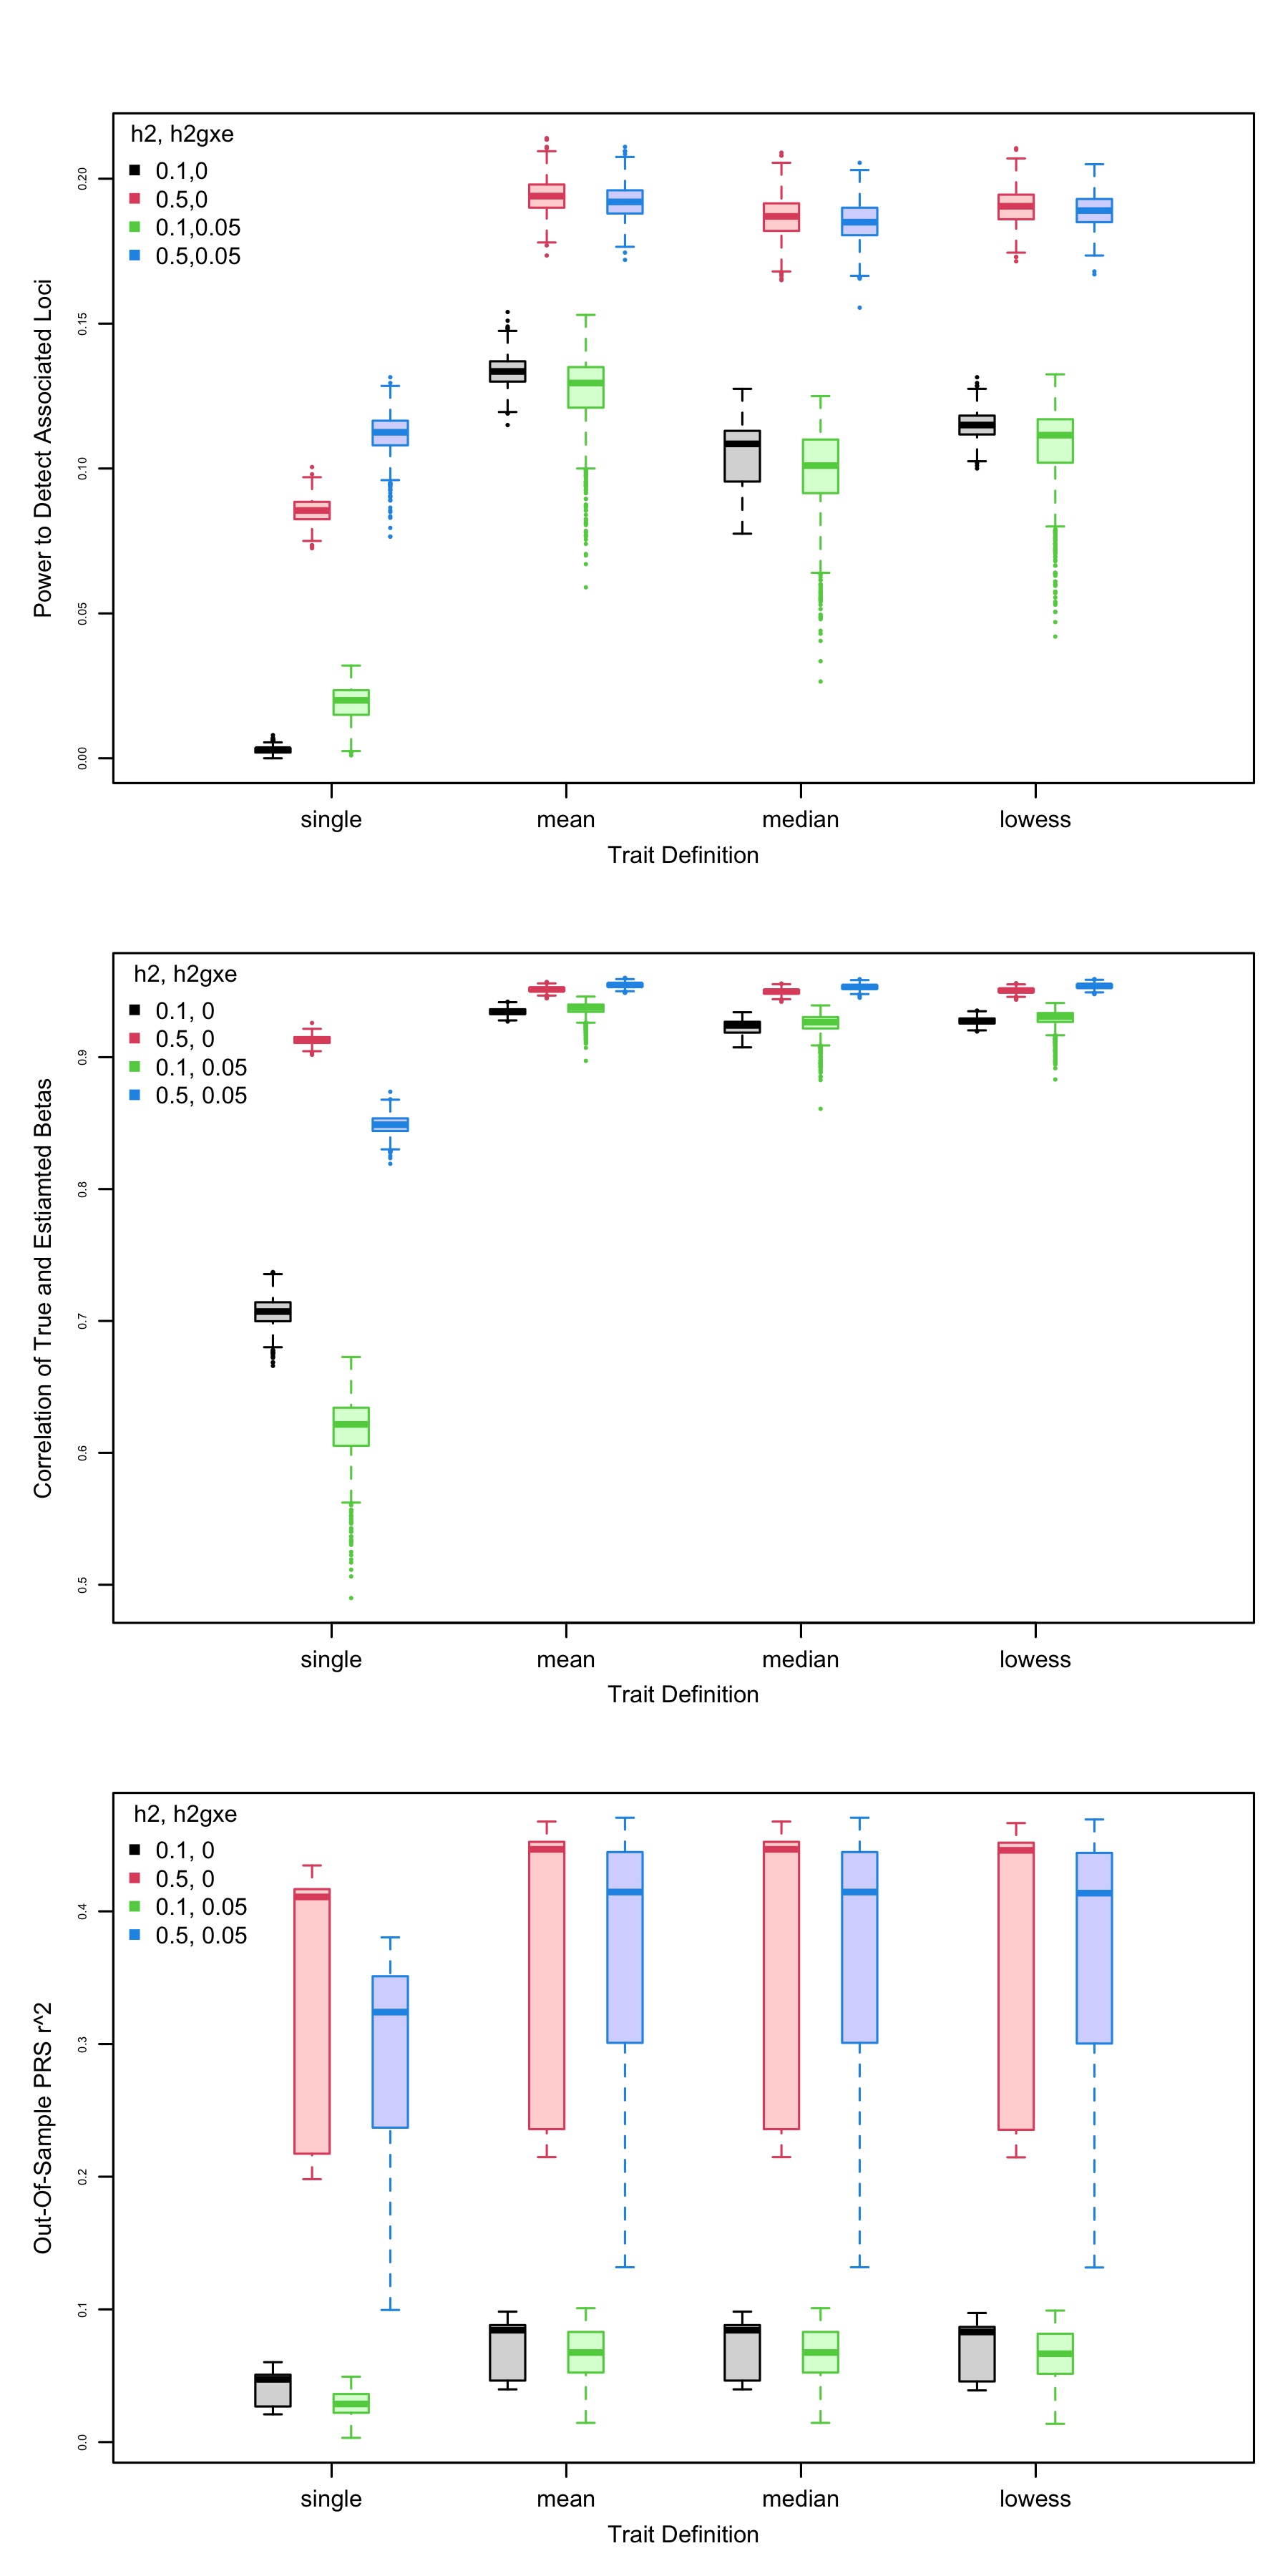 h2, h2gxe
0.1,0
0.5,0
0.1,0.05
0.5,0.05
Power to Detect Associated Loci
0.20
0.15
0.10
0.05
0.00
single mean median lowess
Trait Definition
h2, h2gxe
0.1, 0
0.5, 0
0.1, 0.05
0.5, 0.05
Correlation of True and Estiamted Betas
0.9
0.8
0.7
0.6
0.5
single mean median lowess
Trait Definition
h2, h2gxe
0.1, 0
0.5, 0
0.1, 0.05
0.5, 0.05
Out-Of-Sample PRS r^2
0.4
0.3
0.2
0.1
0.0
single mean median lowess
Trait Definition